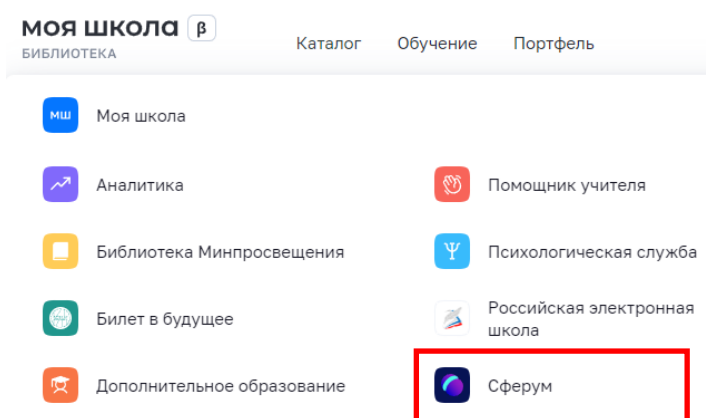 моя школа β
БИБЛИОТЕКА
Каталог Обучение Портфель
МШ Моя школа
Аналитика
Помощник учителя
Библиотека Минпросвещения
Ψ Психологическая служба
Билет в будущее
Российская электронная
школа
Дополнительное образование
Сферум